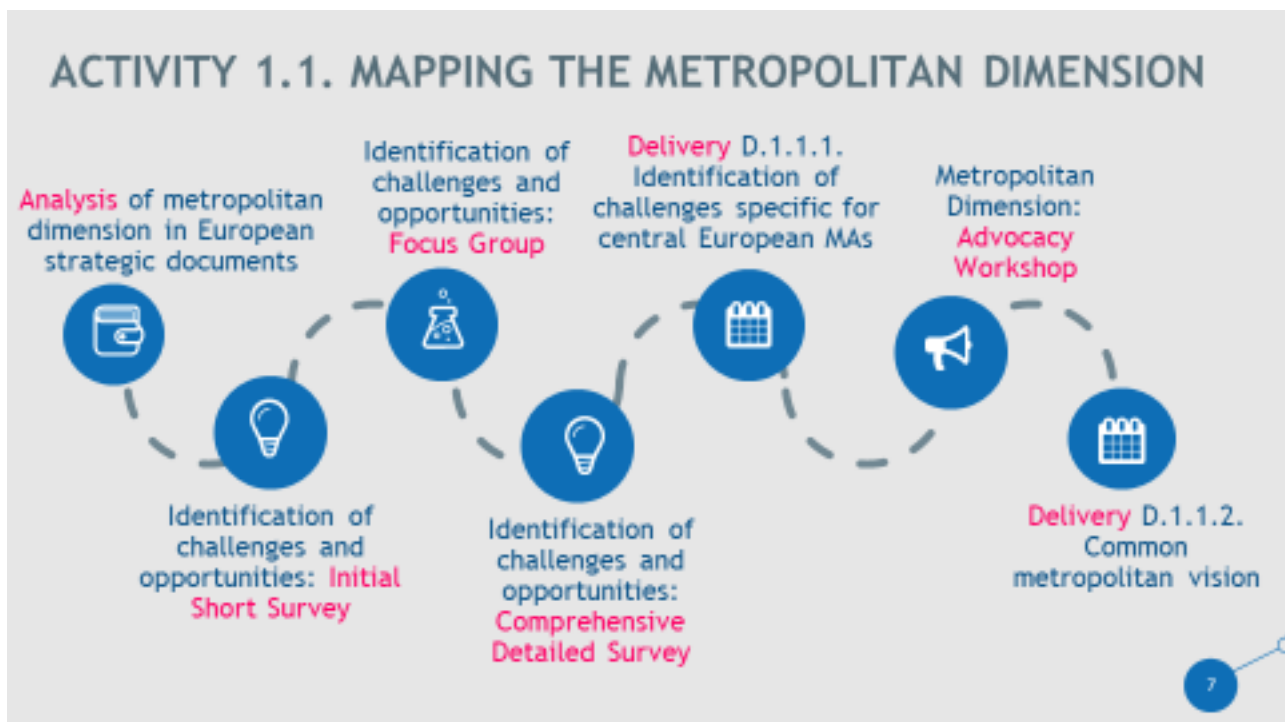 ACTIVITY 1.1. MAPPING THE METROPOLITAN DIMENSION
Analysis of metropolitan
dimension in European
strategic documents
Identification of
challenges and
opportunities: Initial
Short Survey
Identification of
challenges and
opportunities:
Focus Group
Identification of
challenges and
opportunities:
Comprehensive
Detailed Survey
Delivery D.1.1.1.
Identification of
challenges specific for
central European MAs
Metropolitan
Dimension:
Advocacy
Workshop
Delivery D.1.1.2.
Common
metropolitan vision
7